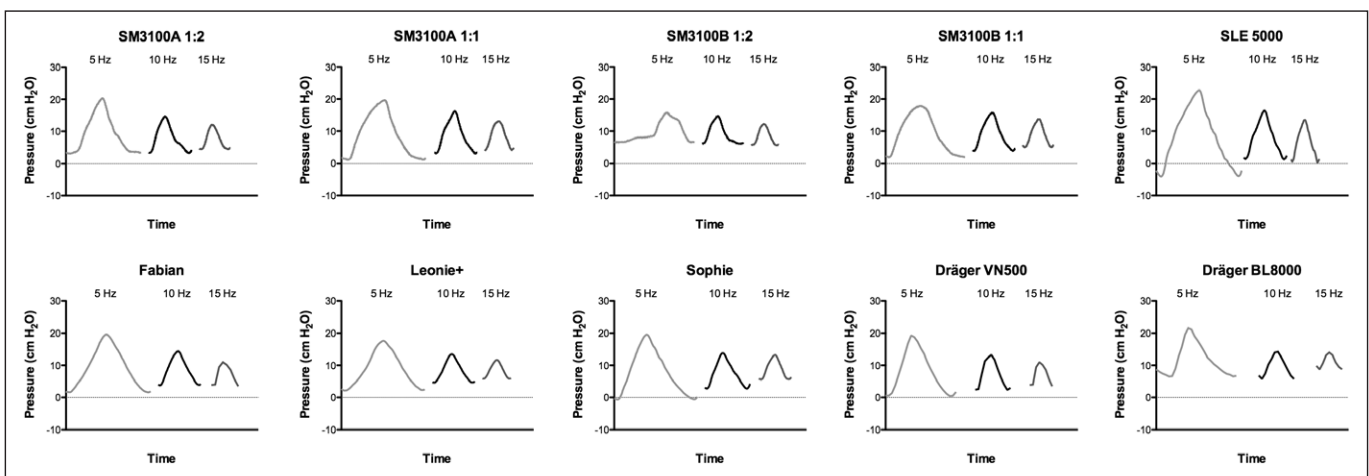 SM3100A 1:2
5 Hz 10 Hz 15 Hz
30
20
10
0
-10
Pressure (cm H2O)
Time
SM3100A 1:1
5 Hz 10 Hz 15 Hz
30
20
10
0
-10
Pressure (cm H2O)
Time
SM3100B 1:2
5 Hz 10 Hz 15 Hz
30
20
10
0
-10
Pressure (cm H2O)
Time
SM3100B 1:1
5 Hz 10 Hz 15 Hz
30
20
10
0
-10
Pressure (cm H2O)
Time
SLE 5000
5 Hz 10 Hz 15 Hz
30
20
10
0
-10
Pressure (cm H2O)
Time
Fabian
5 Hz 10 Hz 15 Hz
30
20
10
0
-10
Pressure (cm H2O)
Time
Leonie+
5 Hz 10 Hz 15 Hz
30
20
10
0
-10
Pressure (cm H2O)
Time
Sophie
5 Hz 10 Hz 15 Hz
30
20
10
0
-10
Pressure (cm H2O)
Time
Dräger VN500
5 Hz 10 Hz 15 Hz
30
20
10
0
-10
Pressure (cm H2O)
Time
Dräger BL8000
5 Hz 10 Hz 15 Hz
30
20
10
0
-10
Pressure (cm H2O)
Time